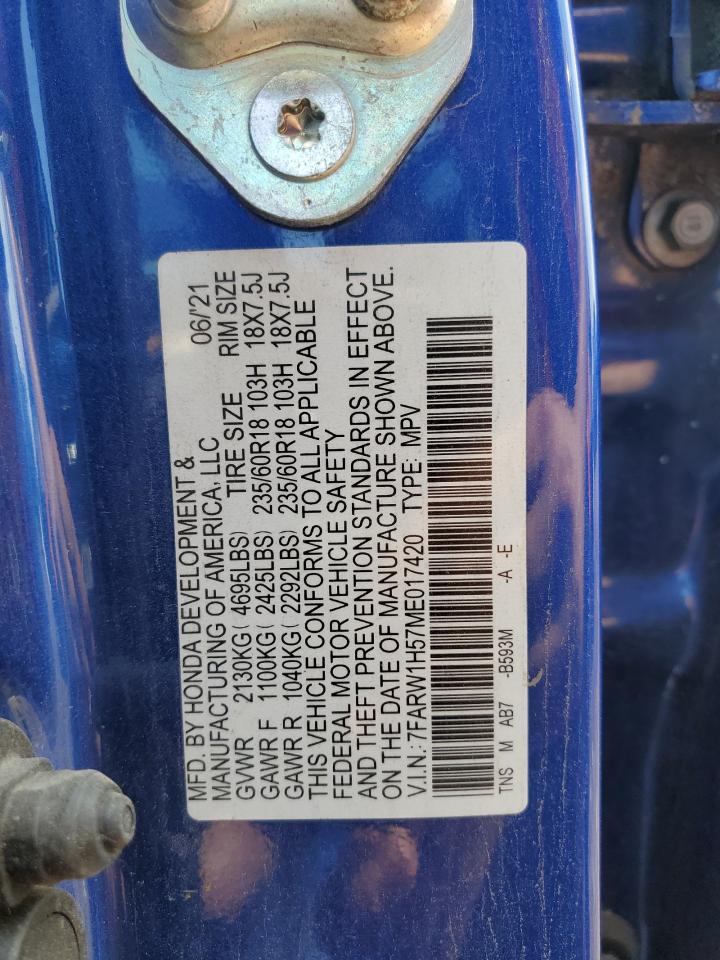 MFD. BY HONDA DEVELOPMENT &
MANUFACTURING OF AMERICA, LLC 06/'21
GVWR 2130KG ( 4695LBS) TIRE SIZE RIM SIZE
GAWR F 1100KG ( 2425LBS) 235/60R18 103H 18X7.5J
GAWR R 1040KG ( 2292LBS) 235/60R18 103H 18X7.5J
THIS VEHICLE CONFORMS TO ALL APPLICABLE
FEDERAL MOTOR VEHICLE SAFETY
AND THEFT PREVENTION STANDARDS IN EFFECT
ON THE DATE OF MANUFACTURE SHOWN ABOVE.
V.I.N.: 7FARW1H57ME017420 TYPE: MPV
TNS M AB7 -B593M -A -E